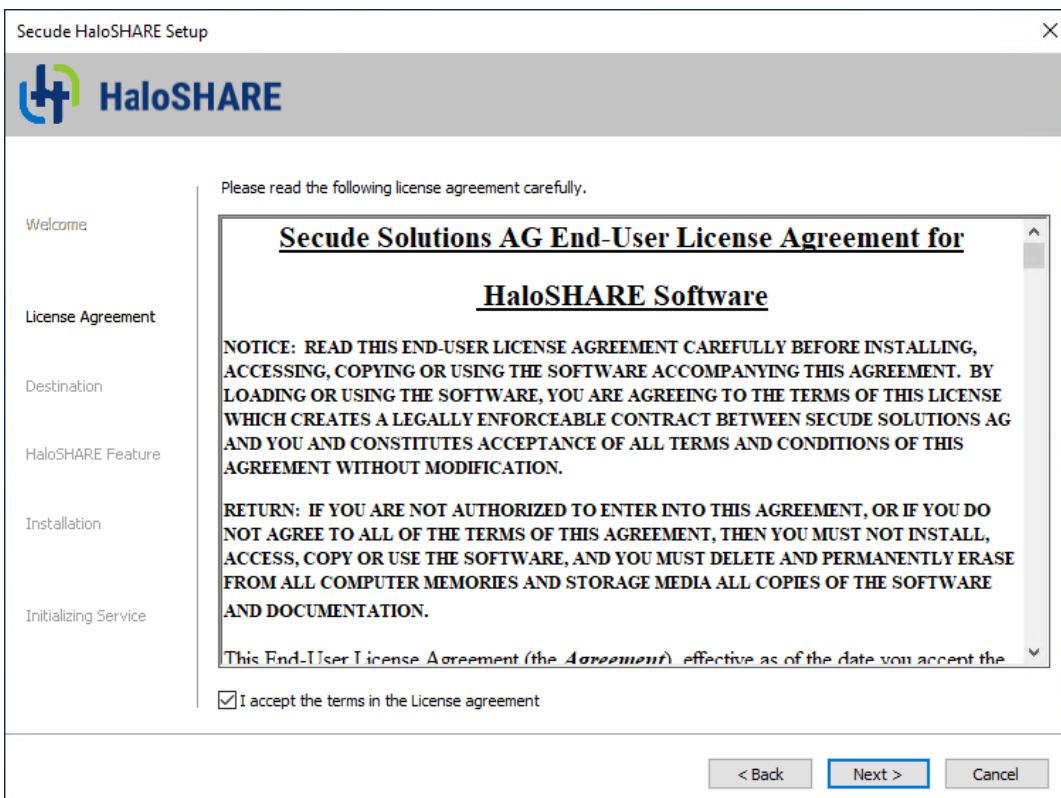 Secude HaloSHARE Setup
HaloSHARE
Welcome
License Agreement
Destination
HaloSHARE Feature
Installation
Initializing Service
Please read the following license agreement carefully.
Secude Solutions AG End-User License Agreement for
HaloSHARE Software
NOTICE:  READ THIS END-USER LICENSE AGREEMENT CAREFULLY BEFORE INSTALLING,
ACCESSING, COPYING OR USING THE SOFTWARE ACCOMPANYING THIS AGREEMENT.  BY
LOADING OR USING THE SOFTWARE, YOU ARE AGREEING TO THE TERMS OF THIS LICENSE
WHICH CREATES A LEGALLY ENFORCEABLE CONTRACT BETWEEN SECUDE SOLUTIONS AG
AND YOU AND CONSTITUTES ACCEPTANCE OF ALL TERMS AND CONDITIONS OF THIS
AGREEMENT WITHOUT MODIFICATION.
RETURN:  IF YOU ARE NOT AUTHORIZED TO ENTER INTO THIS AGREEMENT, OR IF YOU DO
NOT AGREE TO ALL OF THE TERMS OF THIS AGREEMENT, THEN YOU MUST NOT INSTALL,
ACCESS, COPY OR USE THE SOFTWARE, AND YOU MUST DELETE AND PERMANENTLY ERASE
FROM ALL COMPUTER MEMORIES AND STORAGE MEDIA ALL COPIES OF THE SOFTWARE
AND DOCUMENTATION.
This End-User License Agreement (the Agreement), effective as of the date you accept the
I accept the terms in the License agreement
< Back
Next >
Cancel